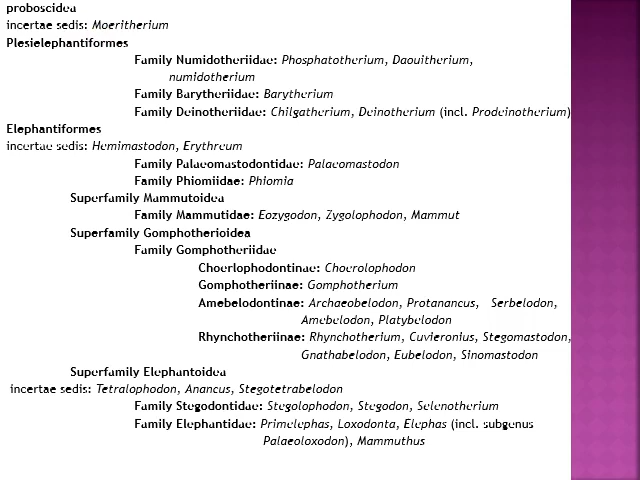 proboscidea
incertae sedis: Moeritherium
Plesielephantiformes
Family Numidotheriidae: Phosphatotherium, Daouitherium,
numidotherium
Family Barytheriidae: Barytherium
Family Deinotheriidae: Chilgatherium, Deinotherium (incl. Prodeinotherium)
Elephantiformes
incertae sedis: Hemimastodon, Erythreum
Family Palaeomastodontidae: Palaeomastodon
Family Phiomiidae: Phiomia
Superfamily Mammutoidea
Family Mammutidae: Eozygodon, Zygolophodon, Mammut
Superfamily Gomphotherioidea
Family Gomphotheriidae
Choerlophodontinae: Choerolophodon
Gomphotheriinae: Gomphotherium
Amebelodontinae: Archaeobelodon, Protanancus, Serbelodon,
Amebelodon, Platybelodon
Rhynchotheriinae: Rhynchotherium, Cuvieronius, Stegomastodon,
Gnathabelodon, Eubelodon, Sinomastodon
Superfamily Elephantoidea
incertae sedis: Tetralophodon, Anancus, Stegotetrabelodon
Family Stegodontidae: Stegolophodon, Stegodon, Selenotherium
Family Elephantidae: Primelephas, Loxodonta, Elephas (incl. subgenus
Palaeoloxodon), Mammuthus